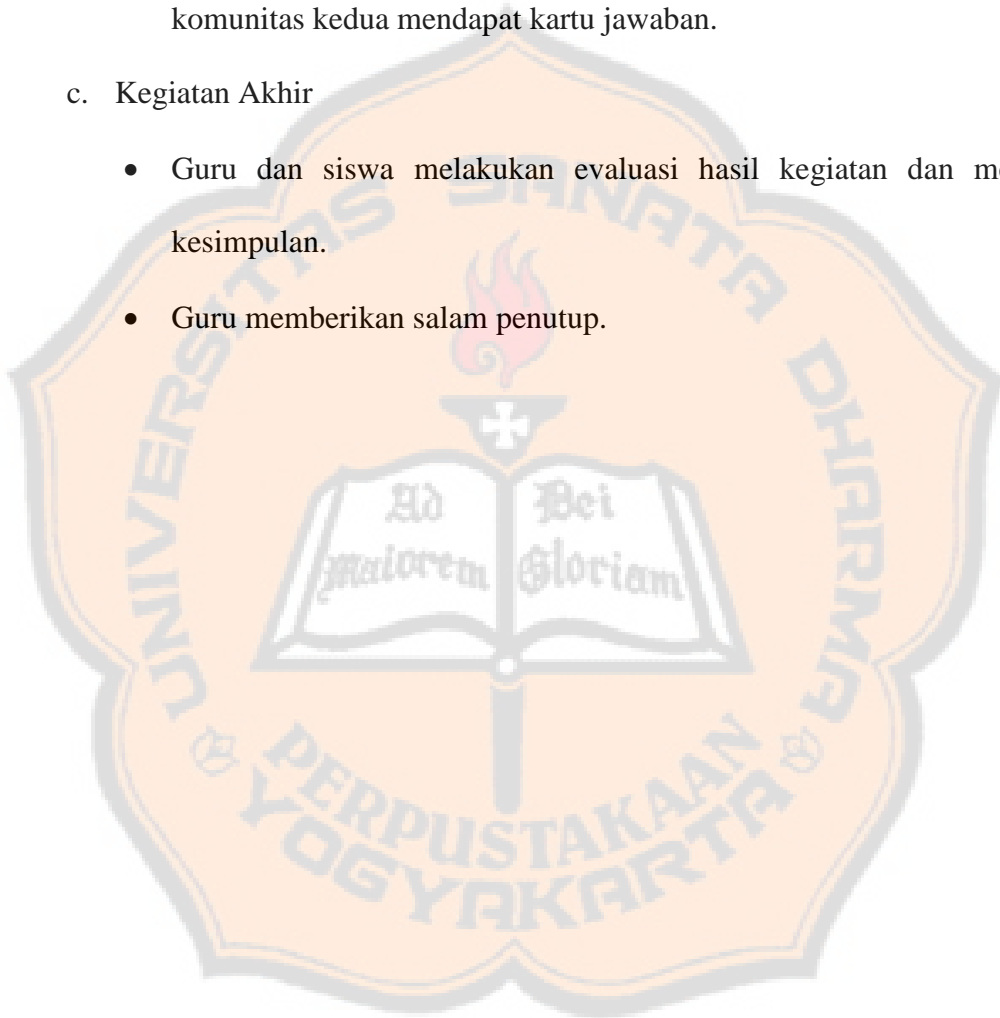 komunitas kedua mendapat kartu jawaban.
c. Kegiatan Akhir
• Guru dan siswa melakukan evaluasi hasil kegiatan dan
kesimpulan.
• Guru memberikan salam penutup.
UNIVERSITAS SANATA DHARMA
Ad Dei
Maiorem Gloriam
PERPUSTAKAAN
YOGYAKARTA